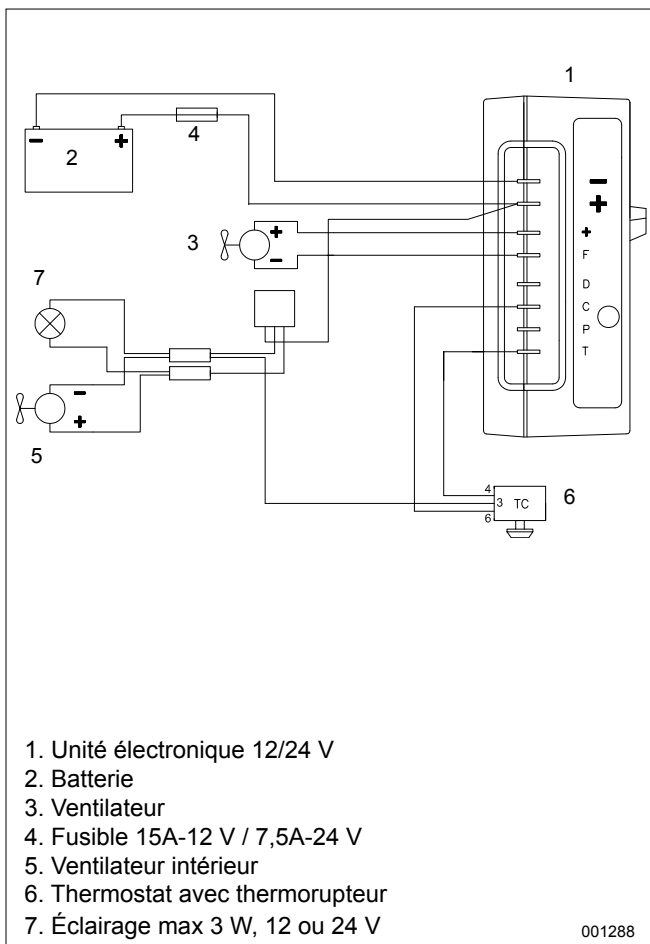 1
4
− 2 +
−
+
+
F
D
C
P
T
3
+
−
7
−
+
5
4
3 TC
6
6
1. Unité électronique 12/24 V
2. Batterie
3. Ventilateur
4. Fusible 15A-12 V / 7,5A-24 V
5. Ventilateur intérieur
6. Thermostat avec thermorupteur
7. Éclairage max 3 W, 12 ou 24 V
001288